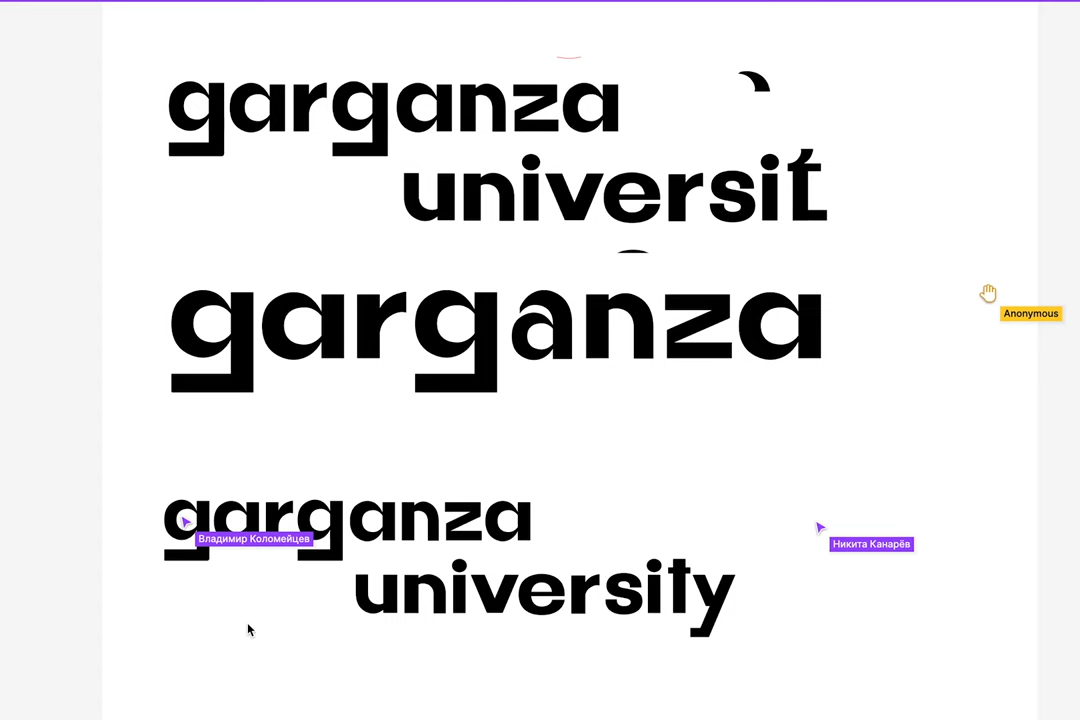 garganza
universit
Anonymous
garganza
garganza
Владимир Коломейцев
Никита Канарёв
university